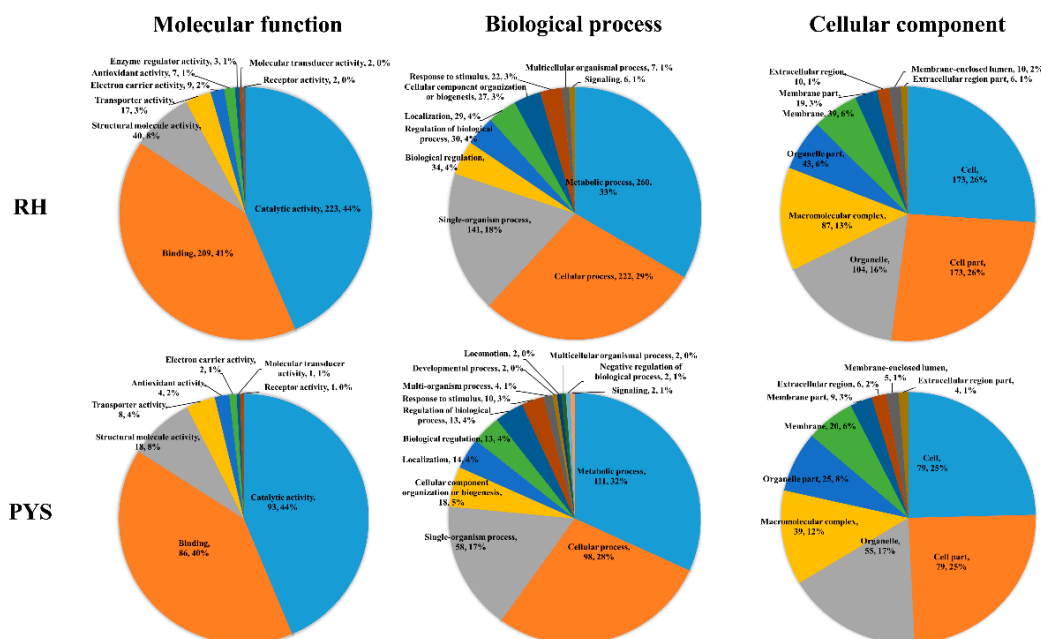 Molecular function
Biological process
Cellular component
RH
Enzyme regulator activity, 3, 1%
Molecular transducer activity, 2, 0%
Antioxidant activity, 7, 1%
Receptor activity, 2, 0%
Electron carrier activity, 9, 2%
Transporter activity,
17, 3%
Structural molecule activity,
40, 8%
Catalytic activity, 223, 44%
Binding, 209, 41%
Multicellular organismal process, 7, 1%
Response to stimulus, 22, 3%
Signaling, 6, 1%
Cellular component organization
or biogenesis, 27, 3%
Localization, 29, 4%
Regulation of biological
process, 30, 4%
Biological regulation,
34, 4%
Metabolic process, 260,
33%
Single-organism process,
141, 18%
Cellular process, 222, 29%
Extracellular region,
10, 1%
Membrane-enclosed lumen, 10, 2%
Extracellular region part, 6, 1%
Membrane part,
19, 3%
Membrane, 39, 6%
Organelle part,
43, 6%
Cell,
173, 26%
Macromolecular complex,
87, 13%
Organelle,
104, 16%
Cell part,
173, 26%
PYS
Electron carrier activity,
2, 1%
Molecular transducer
activity, 1, 1%
Antioxidant activity,
4, 2%
Receptor activity, 1, 0%
Transporter activity,
8, 4%
Structural molecule activity,
18, 8%
Catalytic activity,
93, 44%
Binding,
86, 40%
Locomotion, 2, 0%
Multicellular organismal process, 2, 0%
Developmental process, 2, 0%
Negative regulation of
biological process, 2, 1%
Multi-organism process, 4, 1%
Signaling, 2, 1%
Response to stimulus, 10, 3%
Regulation of biological
process, 13, 4%
Biological regulation, 13, 4%
Localization, 14, 4%
Metabolic process,
111, 32%
Cellular component
organization or biogenesis,
18, 5%
Single-organism process,
58, 17%
Cellular process,
98, 28%
Membrane-enclosed lumen,
5, 1%
Extracellular region, 6, 2%
Extracellular region part,
4, 1%
Membrane part, 9, 3%
Membrane, 20, 6%
Organelle part, 25, 8%
Cell,
79, 25%
Macromolecular complex,
39, 12%
Organelle,
55, 17%
Cell part,
79, 25%